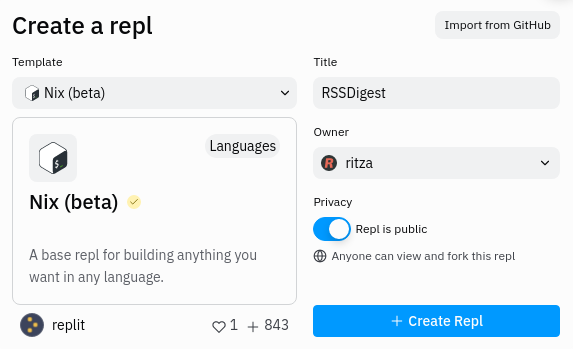 Create a repl
Import from GitHub
Template
Nix (beta)
Languages
Nix (beta)
A base repl for building anything you
want in any language.
replit
1
843
Title
RSSDigest
Owner
ritza
Privacy
Repl is public
Anyone can view and fork this repl
+ Create Repl